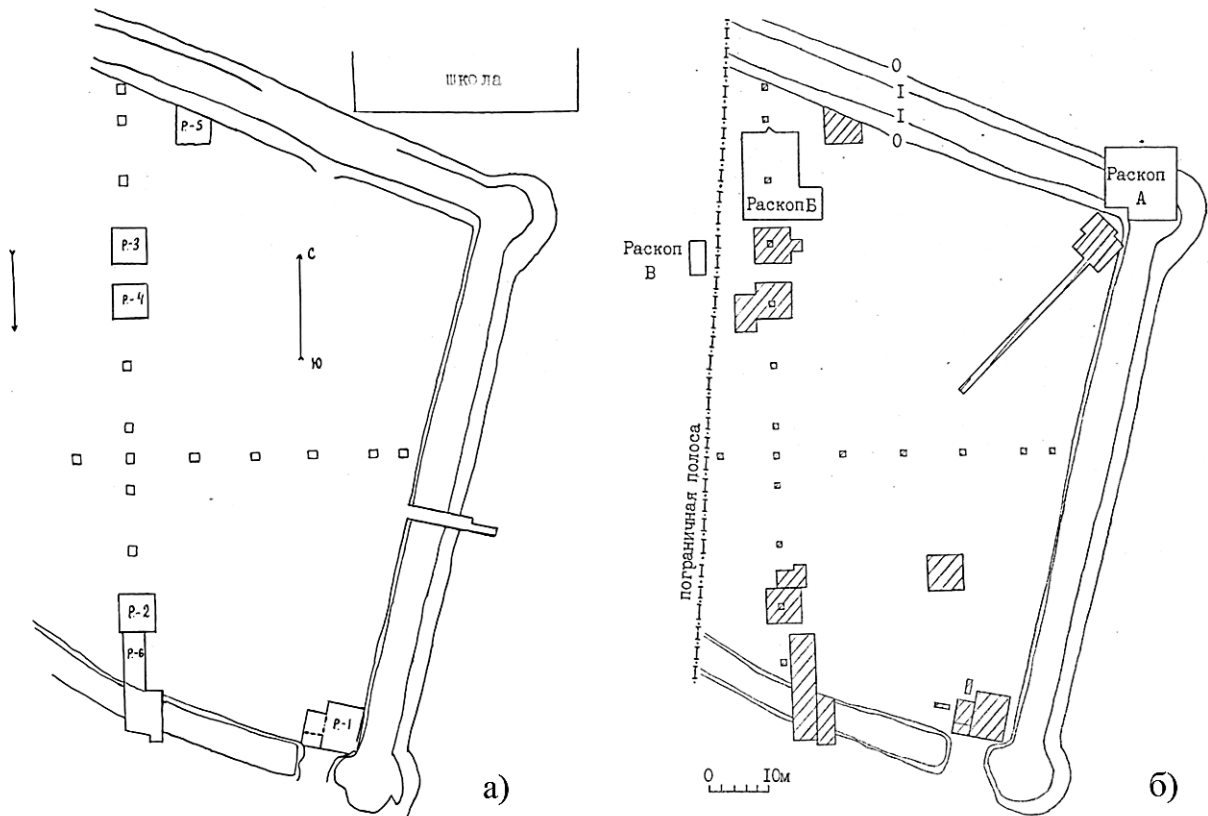 школа
Р.-5
Р.-3
С
Р.-4
Ю
Р.-2
Р.-6
Р.-1
а)
О
I
I
О
Раскоп
А
Раскоп Б
Раскоп
В
пограничная полоса
0 10м
б)